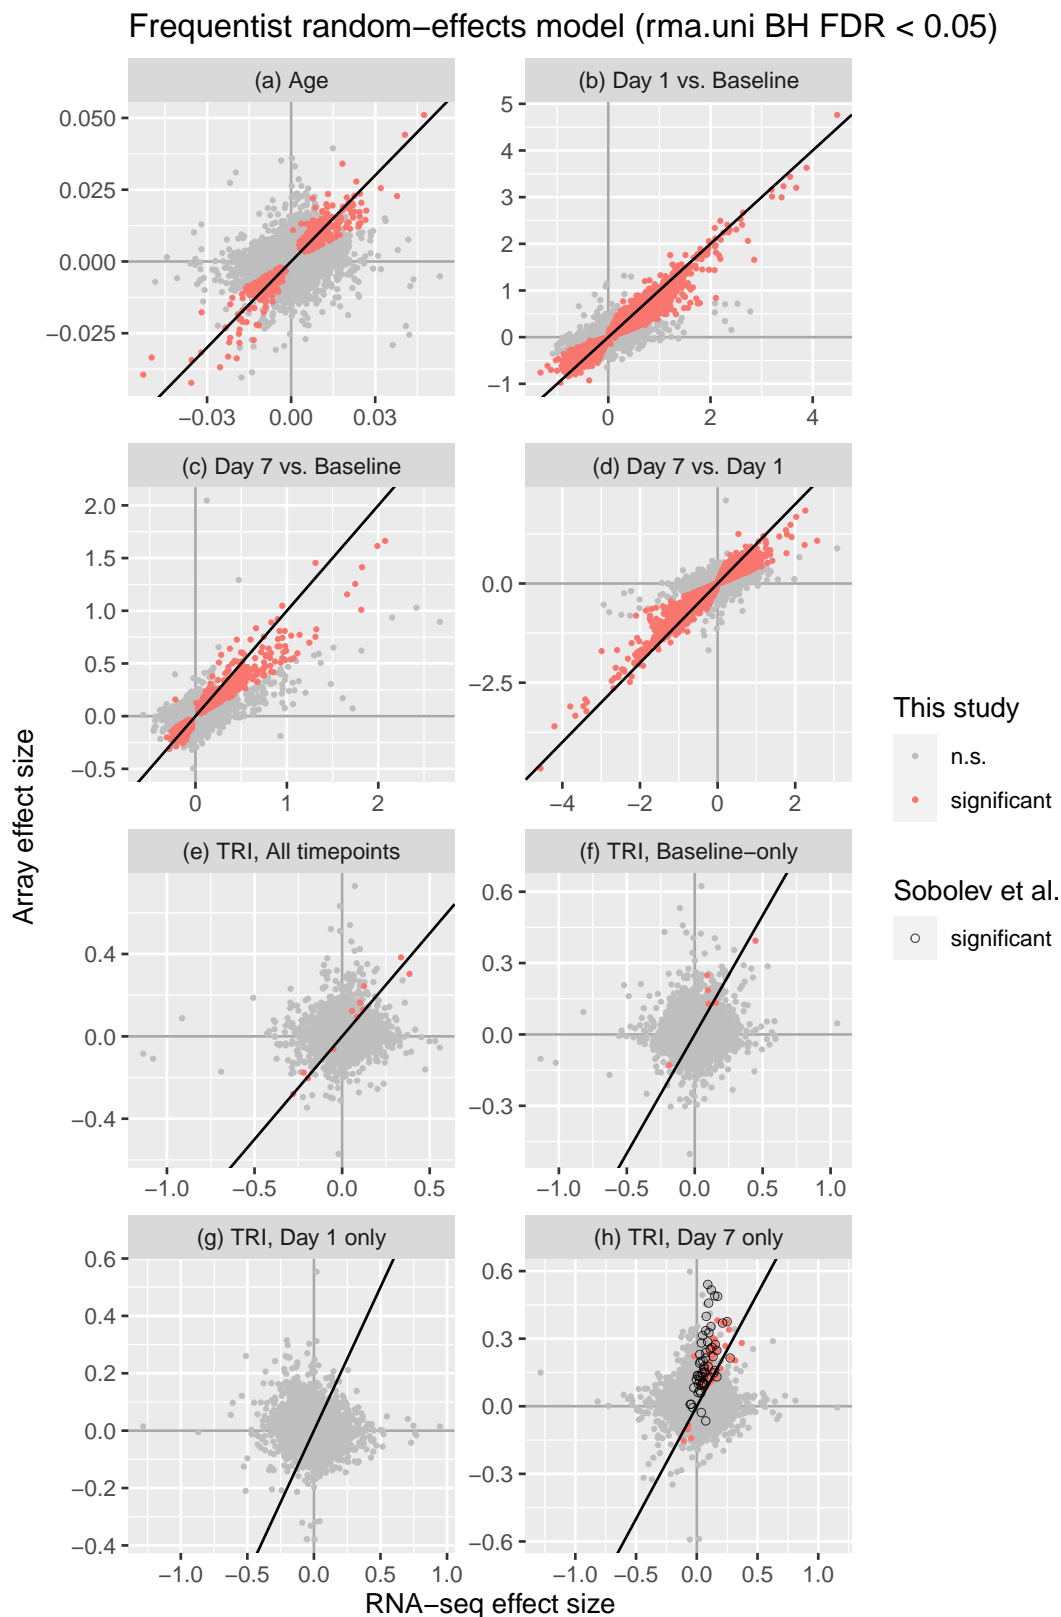 Frequentist random−effects model (rma.uni BH FDR < 0.05)
(a) Age
(b) Day 1 vs. Baseline
0.050
0.025
0.000
−0.025
−0.03 0.00 0.03
5
4
3
2
1
0
−1
0 2 4
(c) Day 7 vs. Baseline
(d) Day 7 vs. Day 1
2.0
1.5
1.0
0.5
0.0
−0.5
0 1 2
0.0
−2.5
−4 −2 0 2
(e) TRI, All timepoints
(f) TRI, Baseline−only
0.4
0.0
−0.4
−1.0 −0.5 0.0 0.5
0.6
0.3
0.0
−0.3
−1.0 −0.5 0.0 0.5 1.0
(g) TRI, Day 1 only
(h) TRI, Day 7 only
0.6
0.4
0.2
0.0
−0.2
−0.4
−1.0 −0.5 0.0 0.5 1.0
0.6
0.3
0.0
−0.3
−0.6
−1.0 −0.5 0.0 0.5 1.0
Array effect size
RNA−seq effect size
This study
n.s.
significant
Sobolev et al.
significant